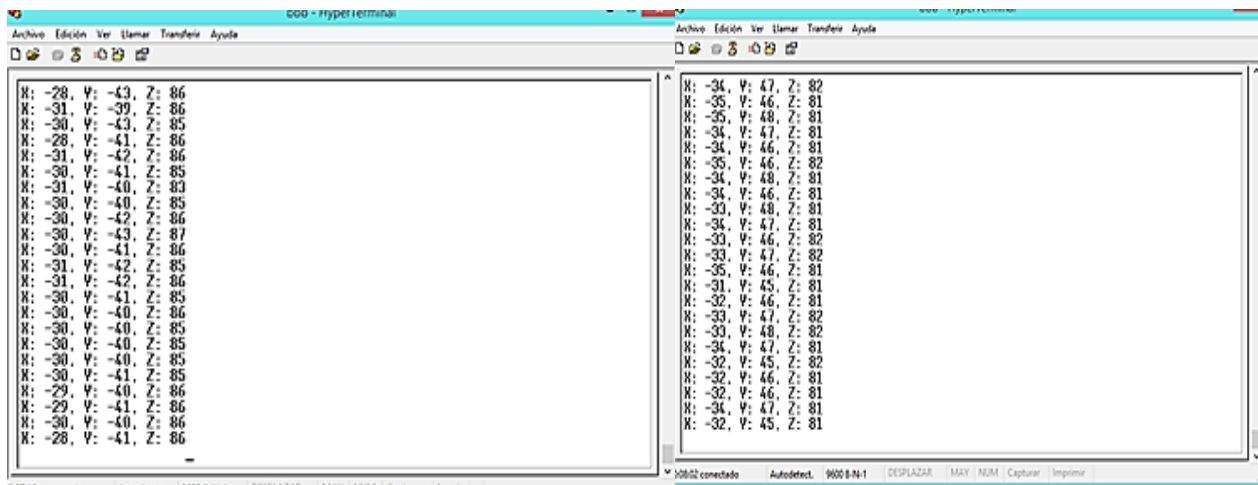 bbb - HyperTerminal
Archivo Edición Ver Llamar Transferir Ayuda
X: -28, Y: -43, Z: 86
X: -31, Y: -39, Z: 86
X: -30, Y: -43, Z: 85
X: -28, Y: -41, Z: 86
X: -31, Y: -42, Z: 86
X: -30, Y: -41, Z: 85
X: -31, Y: -40, Z: 83
X: -30, Y: -40, Z: 85
X: -30, Y: -42, Z: 86
X: -30, Y: -43, Z: 87
X: -30, Y: -41, Z: 86
X: -31, Y: -42, Z: 85
X: -31, Y: -42, Z: 86
X: -30, Y: -41, Z: 85
X: -30, Y: -40, Z: 86
X: -30, Y: -40, Z: 85
X: -30, Y: -40, Z: 85
X: -30, Y: -40, Z: 85
X: -30, Y: -41, Z: 85
X: -29, Y: -40, Z: 86
X: -29, Y: -41, Z: 86
X: -30, Y: -40, Z: 86
X: -28, Y: -41, Z: 86
bbb - HyperTerminal
Archivo Edición Ver Llamar Transferir Ayuda
X: -34, Y: 47, Z: 82
X: -35, Y: 46, Z: 81
X: -35, Y: 48, Z: 81
X: -34, Y: 47, Z: 81
X: -34, Y: 46, Z: 81
X: -35, Y: 46, Z: 82
X: -34, Y: 48, Z: 81
X: -34, Y: 46, Z: 81
X: -33, Y: 48, Z: 81
X: -34, Y: 47, Z: 81
X: -33, Y: 46, Z: 82
X: -33, Y: 47, Z: 82
X: -35, Y: 46, Z: 81
X: -31, Y: 45, Z: 81
X: -32, Y: 46, Z: 81
X: -33, Y: 47, Z: 82
X: -33, Y: 48, Z: 82
X: -34, Y: 47, Z: 81
X: -32, Y: 45, Z: 82
X: -32, Y: 46, Z: 81
X: -32, Y: 46, Z: 81
X: -34, Y: 47, Z: 81
X: -32, Y: 45, Z: 81
conectado Autodetect. 9600 8-N-1 DESPLAZAR MAY NUM Capturar Imprimir